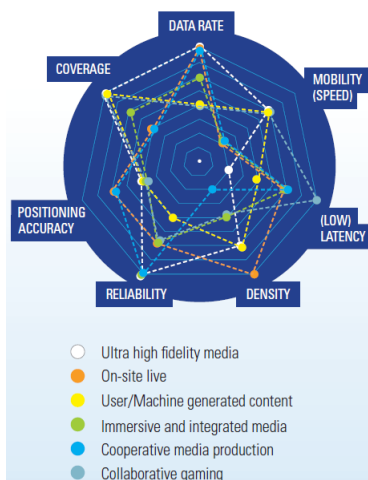 DATA RATE
COVERAGE
MOBILITY
(SPEED)
POSITIONING
ACCURACY
(LOW)
LATENCY
RELIABILITY
DENSITY
Ultra high fidelity media
On-site live
User/Machine generated content
Immersive and integrated media
Cooperative media production
Collaborative gaming